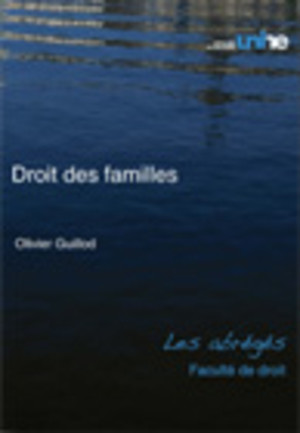 unine
Droit des familles
Olivier Guillod
Les abrégés
Faculté de droit